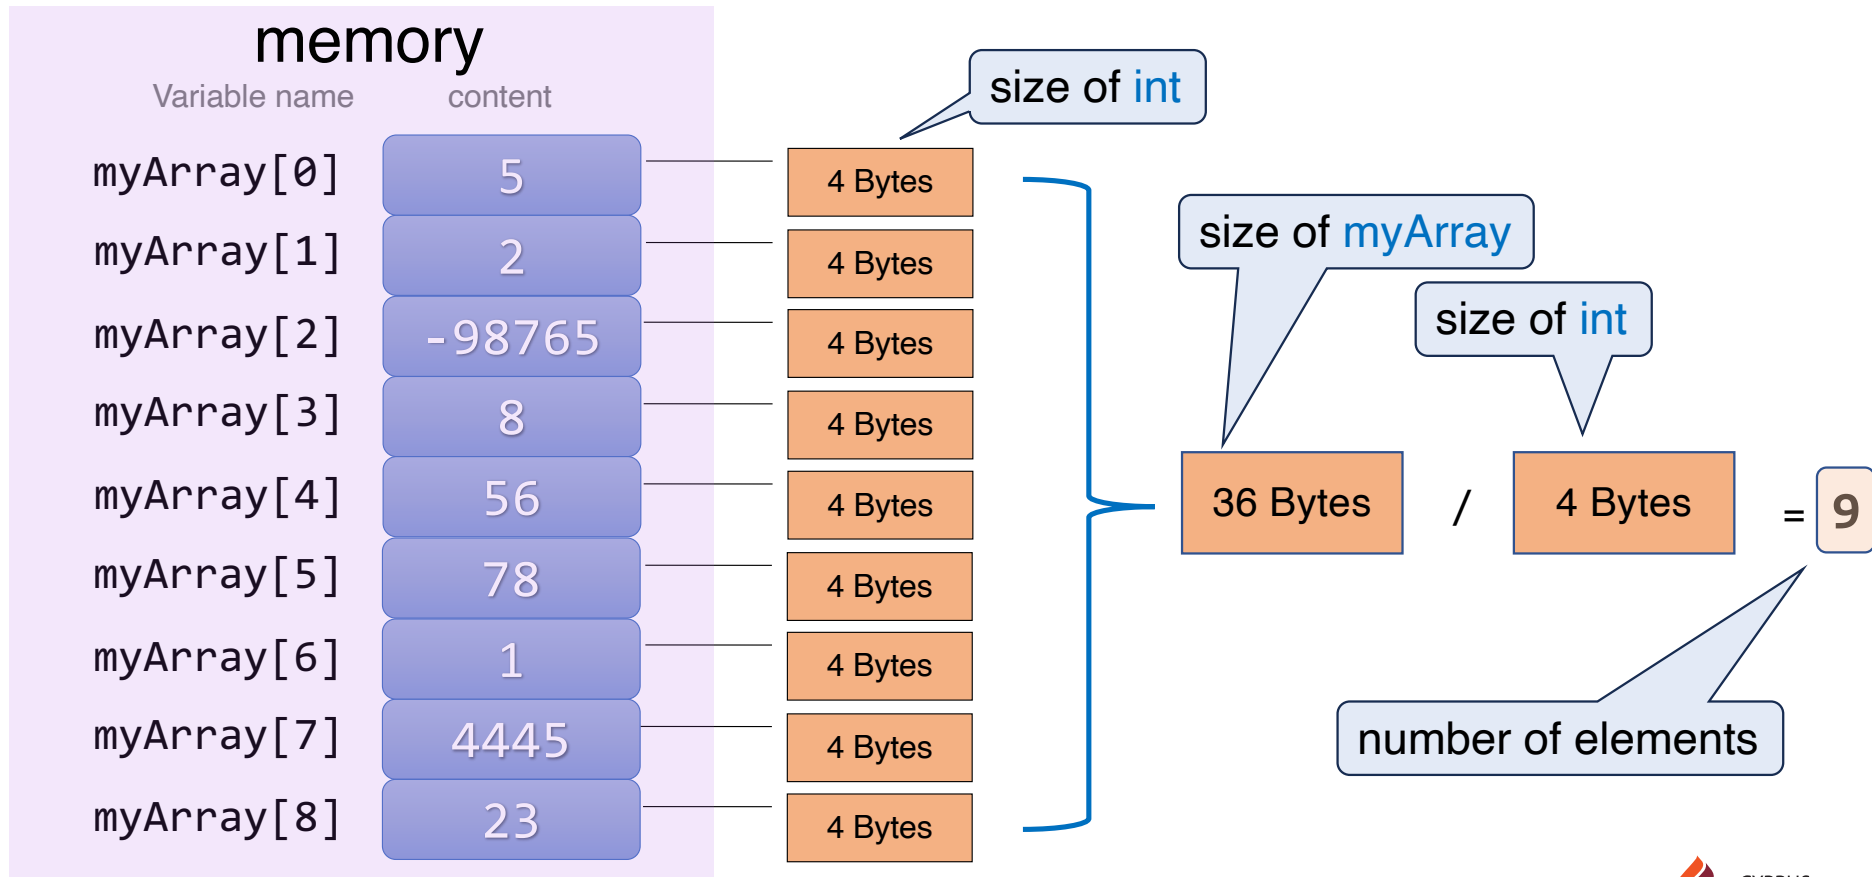 memory
Variable name content
size of int
myArray[0] 5 4 Bytes
myArray[1] 2 4 Bytes
size of myArray
myArray[2] -98765 4 Bytes
size of int
myArray[3] 8 4 Bytes
myArray[4] 56 4 Bytes
36 Bytes / 4 Bytes = 9
myArray[5] 78 4 Bytes
myArray[6] 1 4 Bytes
myArray[7] 4445 4 Bytes
number of elements
myArray[8] 23 4 Bytes